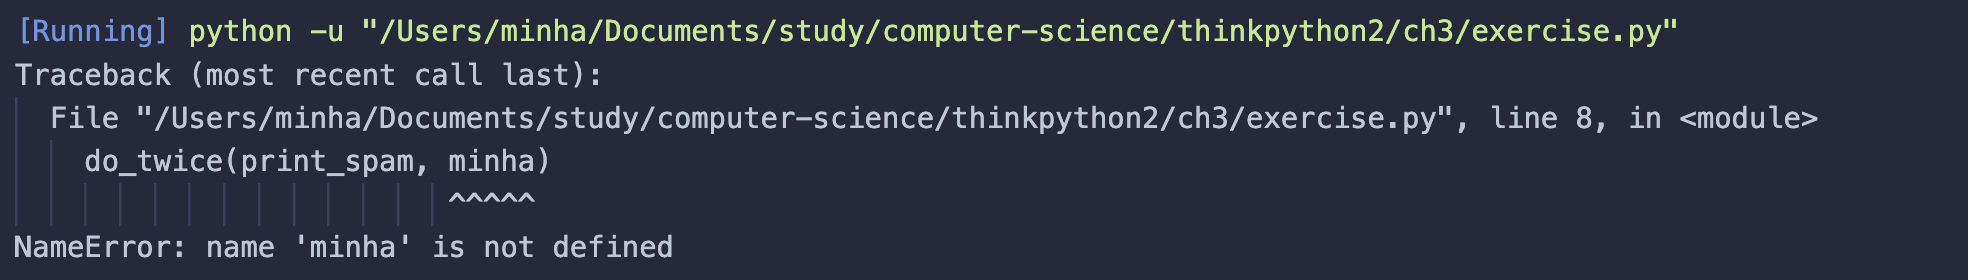 [Running] python -u "/Users/minha/Documents/study/computer-science/thinkpython2/ch3/exercise.py"
Traceback (most recent call last):
  File "/Users/minha/Documents/study/computer-science/thinkpython2/ch3/exercise.py", line 8, in <module>
    do_twice(print_spam, minha)
                         ^^^^^
NameError: name 'minha' is not defined